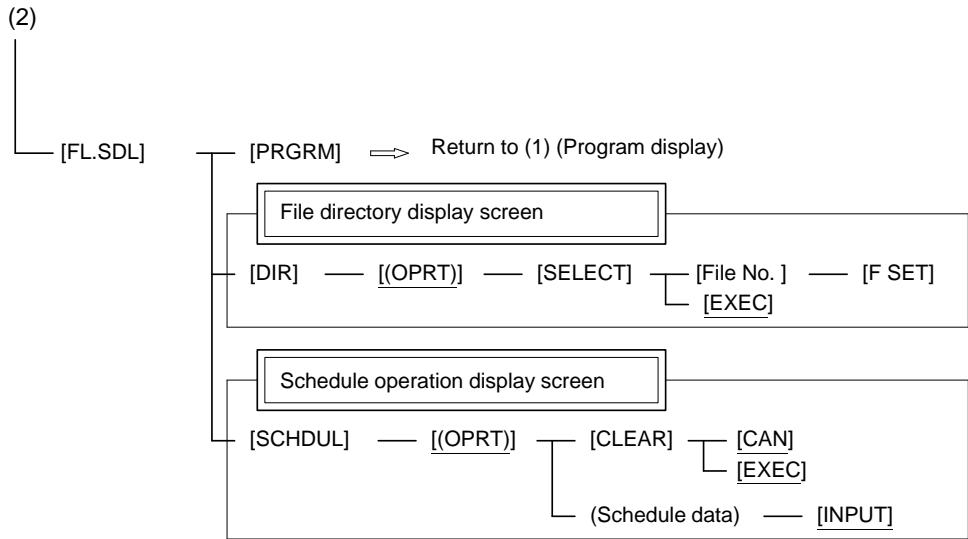 (2)
[FL.SDL] [PRGRM] Return to (1) (Program display)
File directory display screen
[DIR] [(OPRT)] [SELECT] [File No. ] [F SET]
[EXEC]
Schedule operation display screen
[SCHDUL] [(OPRT)] [CLEAR] [CAN]
[EXEC]
(Schedule data) [INPUT]